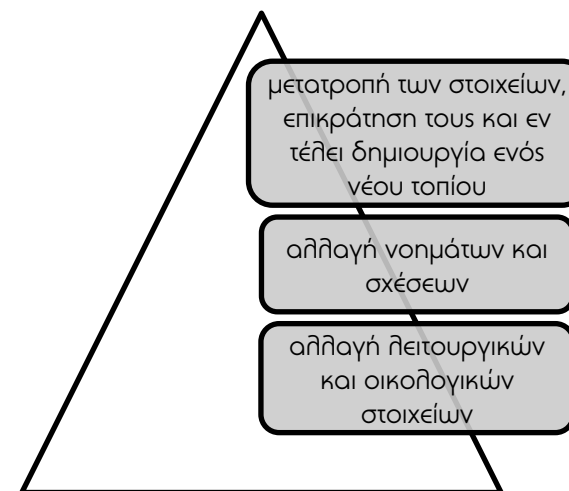 μετατροπή των στοιχείων,
επικράτηση τους και εν
τέλει δημιουργία ενός
νέου τοπίου
αλλαγή νοημάτων και
σχέσεων
αλλαγή λειτουργικών
και οικολογικών
στοιχείων